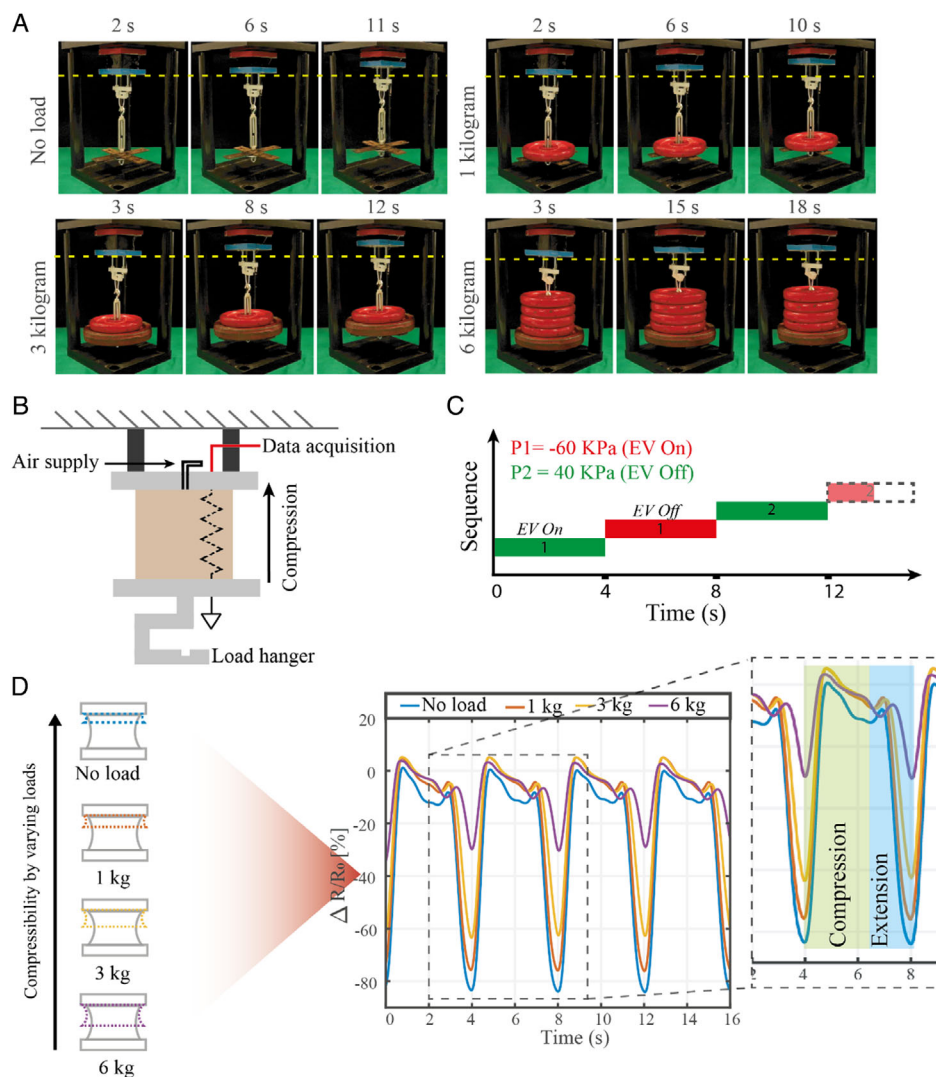 A
2 s 6 s 11 s
2 s 6 s 10 s
No load
1 kilogram
3 s 8 s 12 s
3 s 15 s 18 s
3 kilogram
6 kilogram
B
Data acquisition
Air supply
Compression
Load hanger
C
P1= -60 KPa (EV On)
P2 = 40 KPa (EV Off)
Sequence
2
2
EV On
EV Off
1
1
0 4 8 12
Time (s)
D
Compressibility by varying loads
No load
1 kg
3 kg
6 kg
No load 1 kg 3 kg 6 kg
20
0
-20
-40
-60
-80
Δ R/R₀ [%]
0 2 4 6 8 10 12 14 16
Time (s)
Compression
Extension
4 6 8